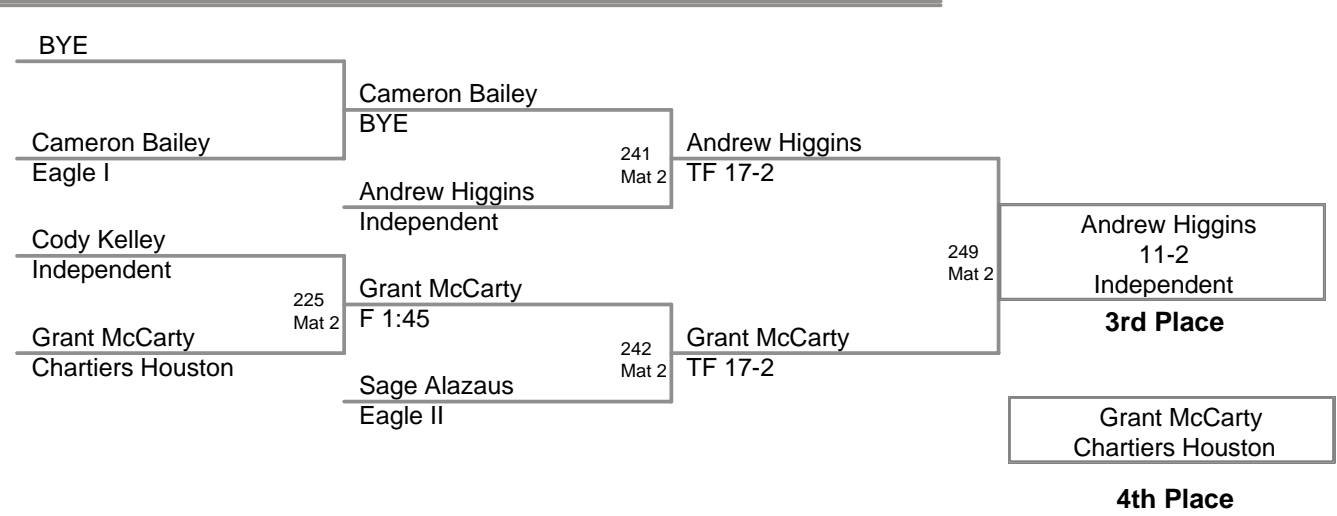 BYE
Cameron Bailey
Eagle I
Cody Kelley
Independent
225
Mat 2
Grant McCarty
Chartiers Houston
Cameron Bailey
BYE
Andrew Higgins
Independent
241
Mat 2
Grant McCarty
F 1:45
Sage Alazaus
Eagle II
242
Mat 2
Andrew Higgins
TF 17-2
Grant McCarty
TF 17-2
249
Mat 2
Andrew Higgins
11-2
Independent
3rd Place
Grant McCarty
Chartiers Houston
4th Place